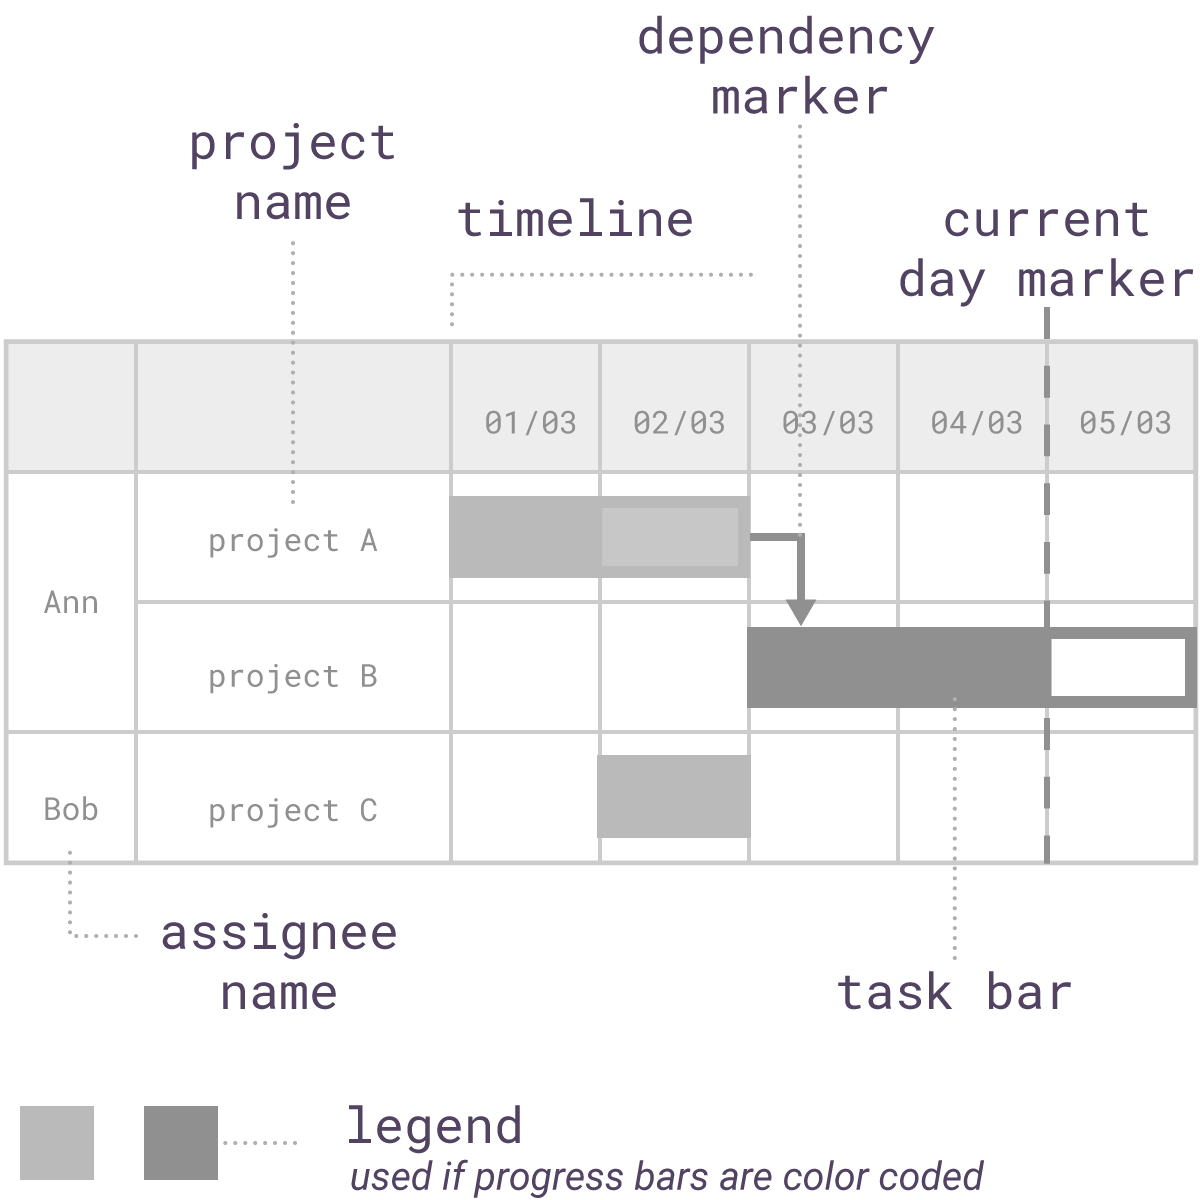 dependency
marker
project
name
timeline
current
day marker
01/03 02/03 03/03 04/03 05/03
project A
Ann
project B
Bob project C
assignee
name
task bar
legend
used if progress bars are color coded